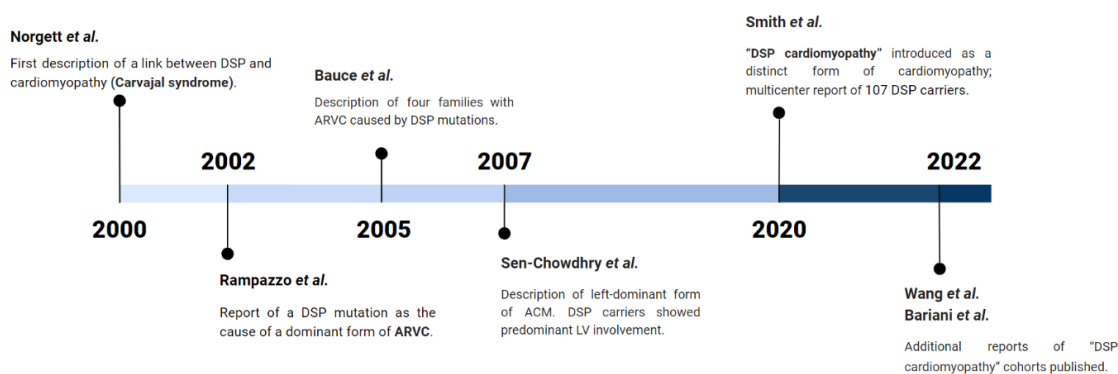 Norgett et al.
First description of a link between DSP and
cardiomyopathy (Carvajal syndrome).
Bauce et al.
Description of four families with
ARVC caused by DSP mutations.
Smith et al.
“DSP cardiomyopathy” introduced as a
distinct form of cardiomyopathy;
multicenter report of 107 DSP carriers.
2002
2007
2022
2000
2005
2020
Rampazzo et al.
Report of a DSP mutation as the
cause of a dominant form of ARVC.
Sen-Chowdhry et al.
Description of left-dominant form
of ACM. DSP carriers showed
predominant LV involvement.
Wang et al.
Bariani et al.
Additional reports of “DSP
cardiomyopathy” cohorts published.